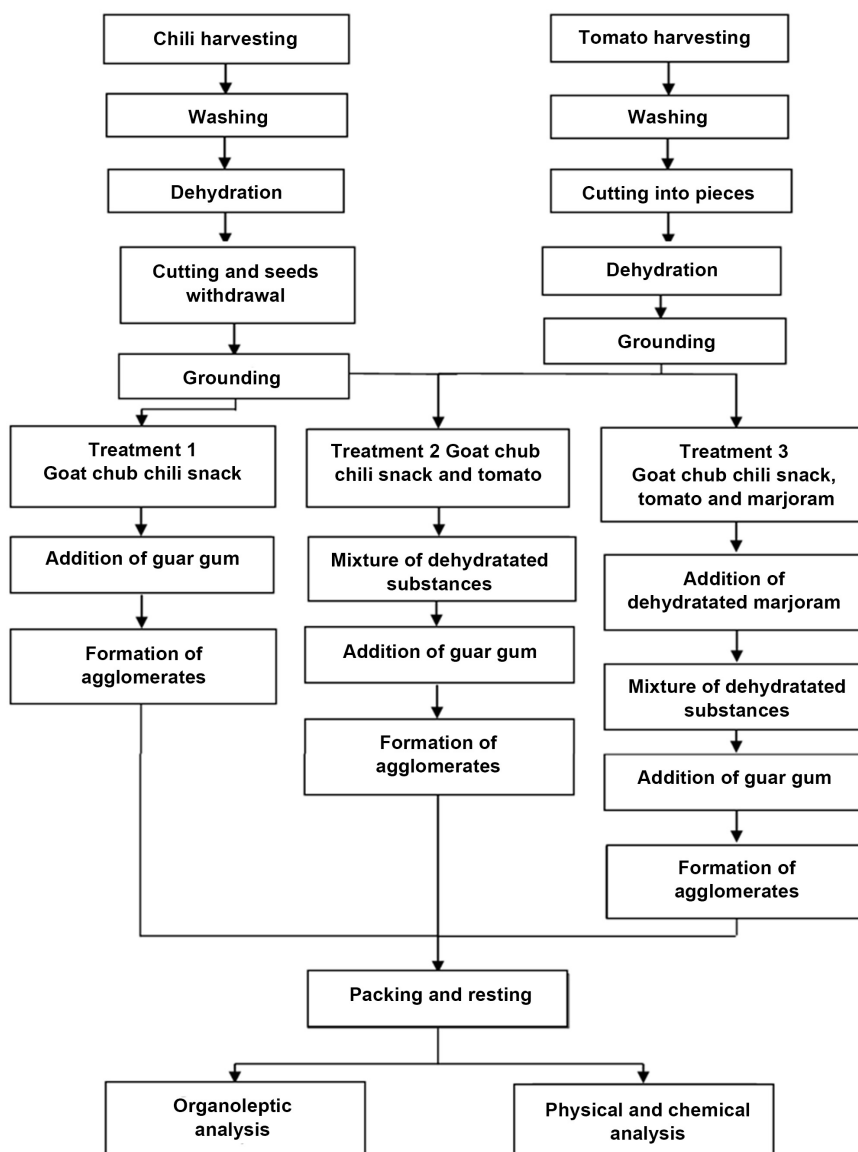 Chili harvesting
Tomato harvesting
Washing
Washing
Dehydration
Cutting into pieces
Cutting and seeds
withdrawal
Dehydration
Grounding
Grounding
Treatment 1
Goat chub chili snack
Treatment 2 Goat chub
chili snack and tomato
Treatment 3
Goat chub chili snack,
tomato and marjoram
Addition of guar gum
Mixture of dehydratated
substances
Addition of
dehydratated marjoram
Formation of
agglomerates
Addition of guar gum
Mixture of dehydratated
substances
Formation of
agglomerates
Addition of guar gum
Formation of
agglomerates
Packing and resting
Organoleptic
analysis
Physical and chemical
analysis